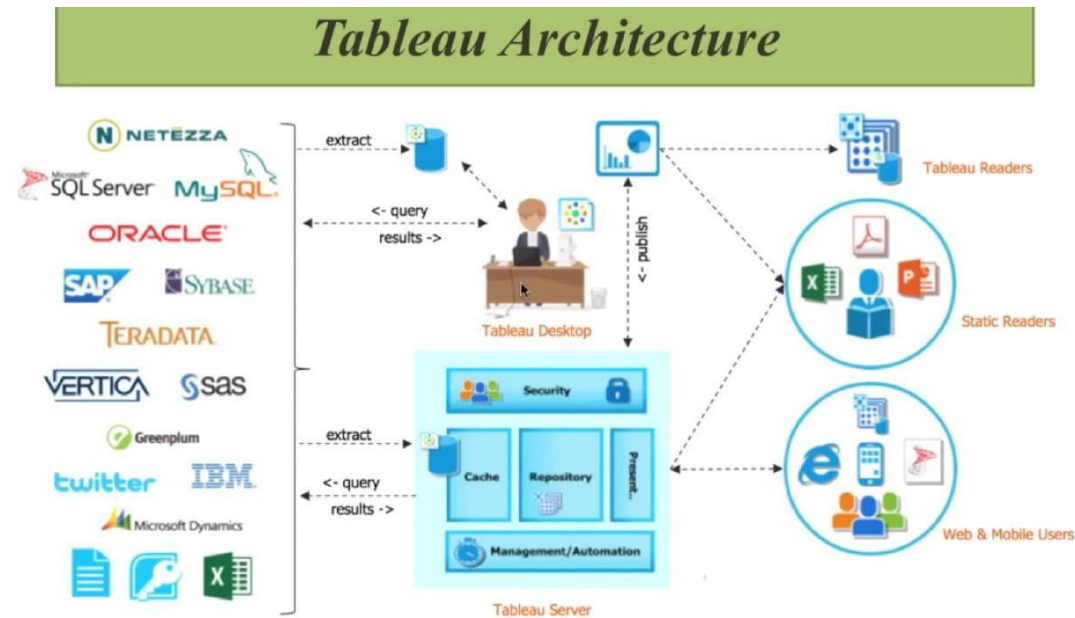 Tableau Architecture
N NETEZZA
Microsoft
SQL Server MySQL
ORACLE
SAP SYBASE
TERADATA
VERTICA sas
Greenplum
twitter IBM
Microsoft Dynamics
X
extract
<- query
results ->
Tableau Desktop
<- publish
Tableau Readers
X P
Static Readers
Security
extract
<- query
results ->
Cache
Repository
Present...
Management/Automation
Tableau Server
Web & Mobile Users